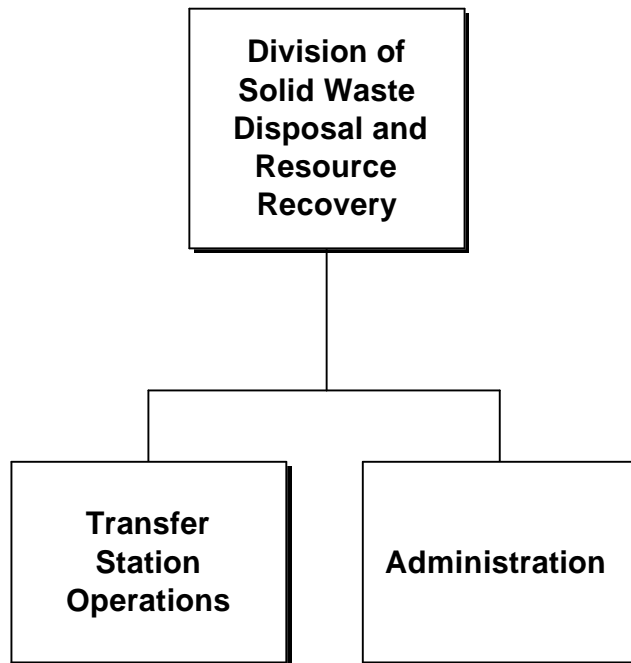 Division of
Solid Waste
Disposal and
Resource
Recovery
Transfer
Station
Operations
Administration